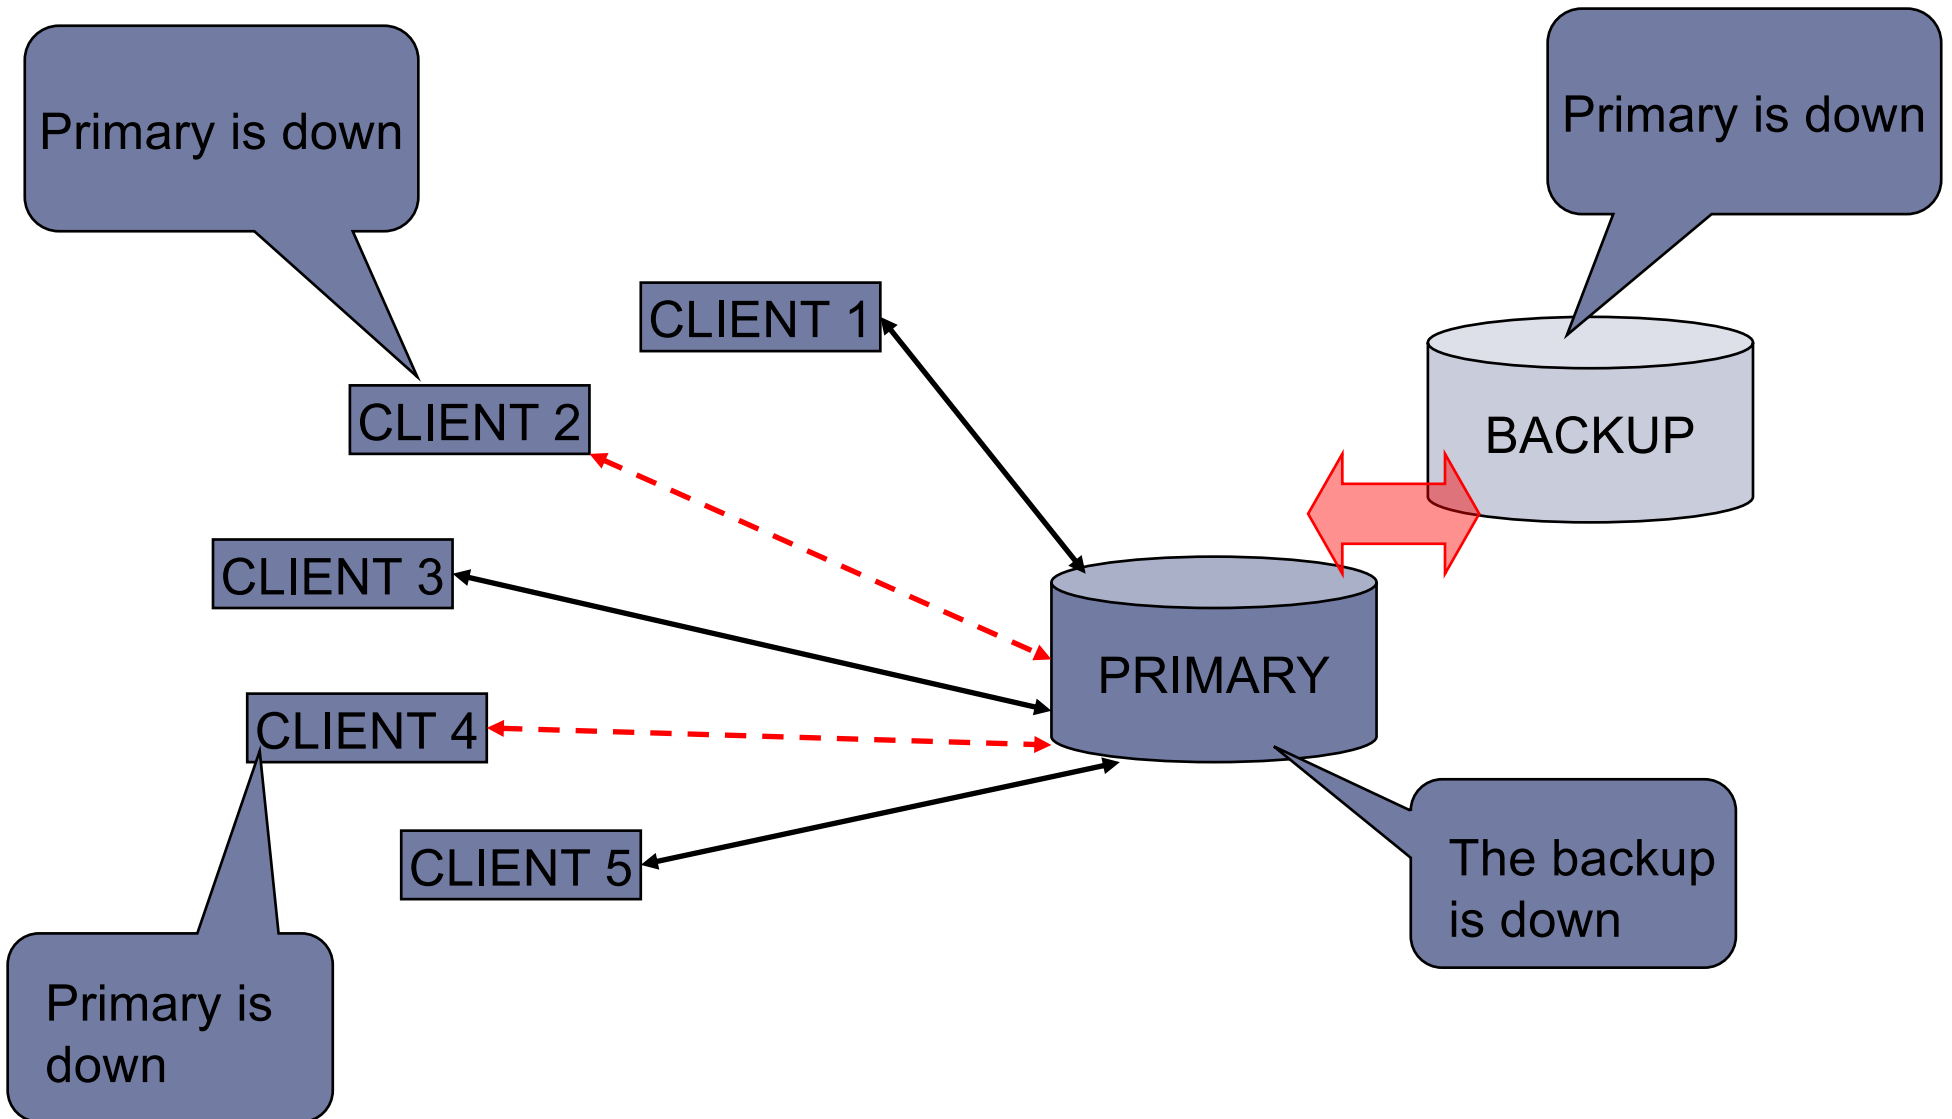 Primary is down
Primary is down
CLIENT 1
CLIENT 2
BACKUP
CLIENT 3
PRIMARY
CLIENT 4
CLIENT 5
The backup
is down
Primary is
down